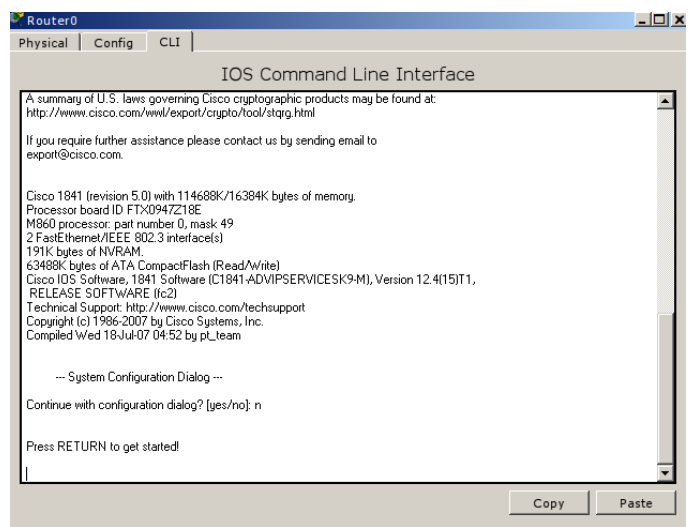 Router0
Physical Config CLI
IOS Command Line Interface
A summary of U.S. laws governing Cisco cryptographic products may be found at:
http://www.cisco.com/wwl/export/crypto/tool/stqrg.html
If you require further assistance please contact us by sending email to
export@cisco.com.
Cisco 1841 (revision 5.0) with 114688K/16384K bytes of memory.
Processor board ID FTX0947Z18E
M860 processor: part number 0, mask 49
2 FastEthernet/IEEE 802.3 interface(s)
191K bytes of NVRAM.
63488K bytes of ATA CompactFlash (Read/Write)
Cisco IOS Software, 1841 Software (C1841-ADVIPSERVICESK9-M), Version 12.4(15)T1,
RELEASE SOFTWARE (fc2)
Technical Support: http://www.cisco.com/techsupport
Copyright (c) 1986-2007 by Cisco Systems, Inc.
Compiled Wed 18-Jul-07 04:52 by pt_team
--- System Configuration Dialog ---
Continue with configuration dialog? [yes/no]: n
Press RETURN to get started!
Copy Paste